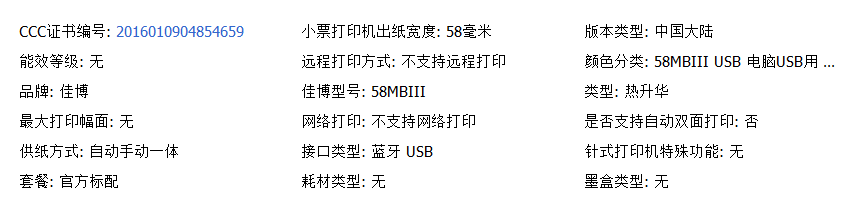 CCC证书编号: 2016010904854659 小票打印机出纸宽度: 58毫米 版本类型: 中国大陆
能效等级: 无 远程打印方式: 不支持远程打印 颜色分类: 58MBIII USB 电脑USB用 ...
品牌: 佳博 佳博型号: 58MBIII 类型: 热升华
最大打印幅面: 无 网络打印: 不支持网络打印 是否支持自动双面打印: 否
供纸方式: 自动手动一体 接口类型: 蓝牙 USB 针式打印机特殊功能: 无
套餐: 官方标配 耗材类型: 无 墨盒类型: 无